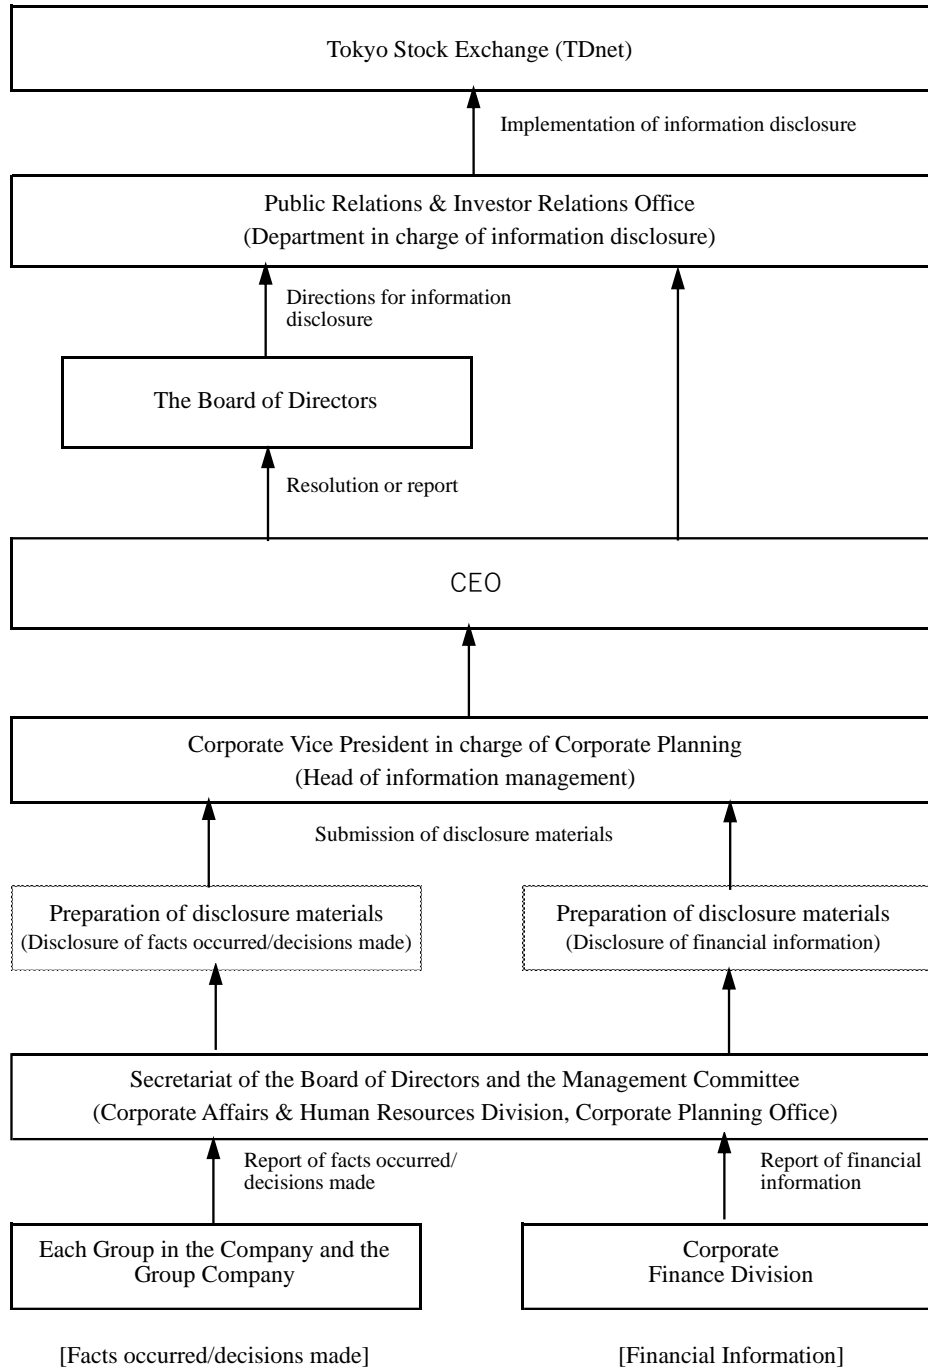 Tokyo Stock Exchange (TDnet)
Implementation of information disclosure
Public Relations & Investor Relations Office
(Department in charge of information disclosure)
Directions for information
disclosure
The Board of Directors
Resolution or report
CEO
Corporate Vice President in charge of Corporate Planning
(Head of information management)
Submission of disclosure materials
Preparation of disclosure materials
(Disclosure of facts occurred/decisions made)
Preparation of disclosure materials
(Disclosure of financial information)
Secretariat of the Board of Directors and the Management Committee
(Corporate Affairs & Human Resources Division, Corporate Planning Office)
Report of facts occurred/
decisions made
Report of financial
information
Each Group in the Company and the
Group Company
Corporate
Finance Division
[Facts occurred/decisions made]
[Financial Information]